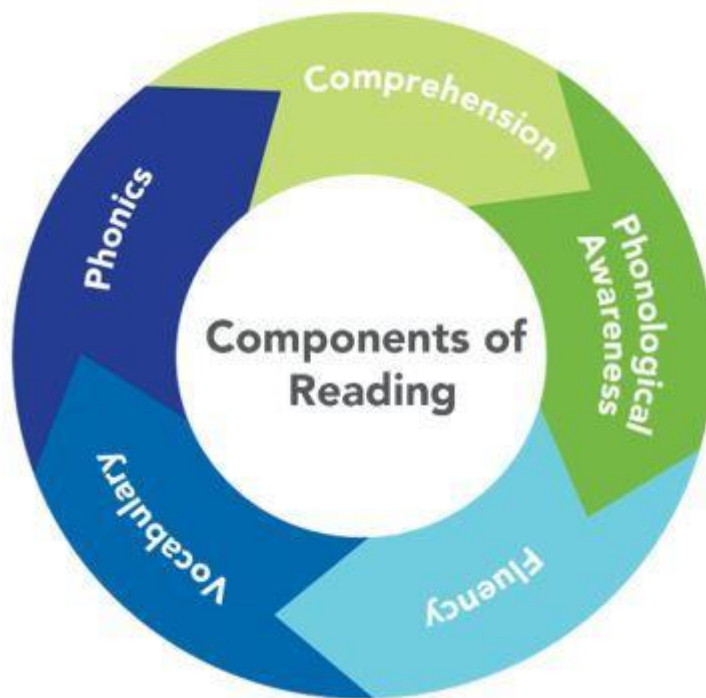 Comprehension
Phonological
Awareness
Fluency
Vocabulary
Phonics
Components of
Reading